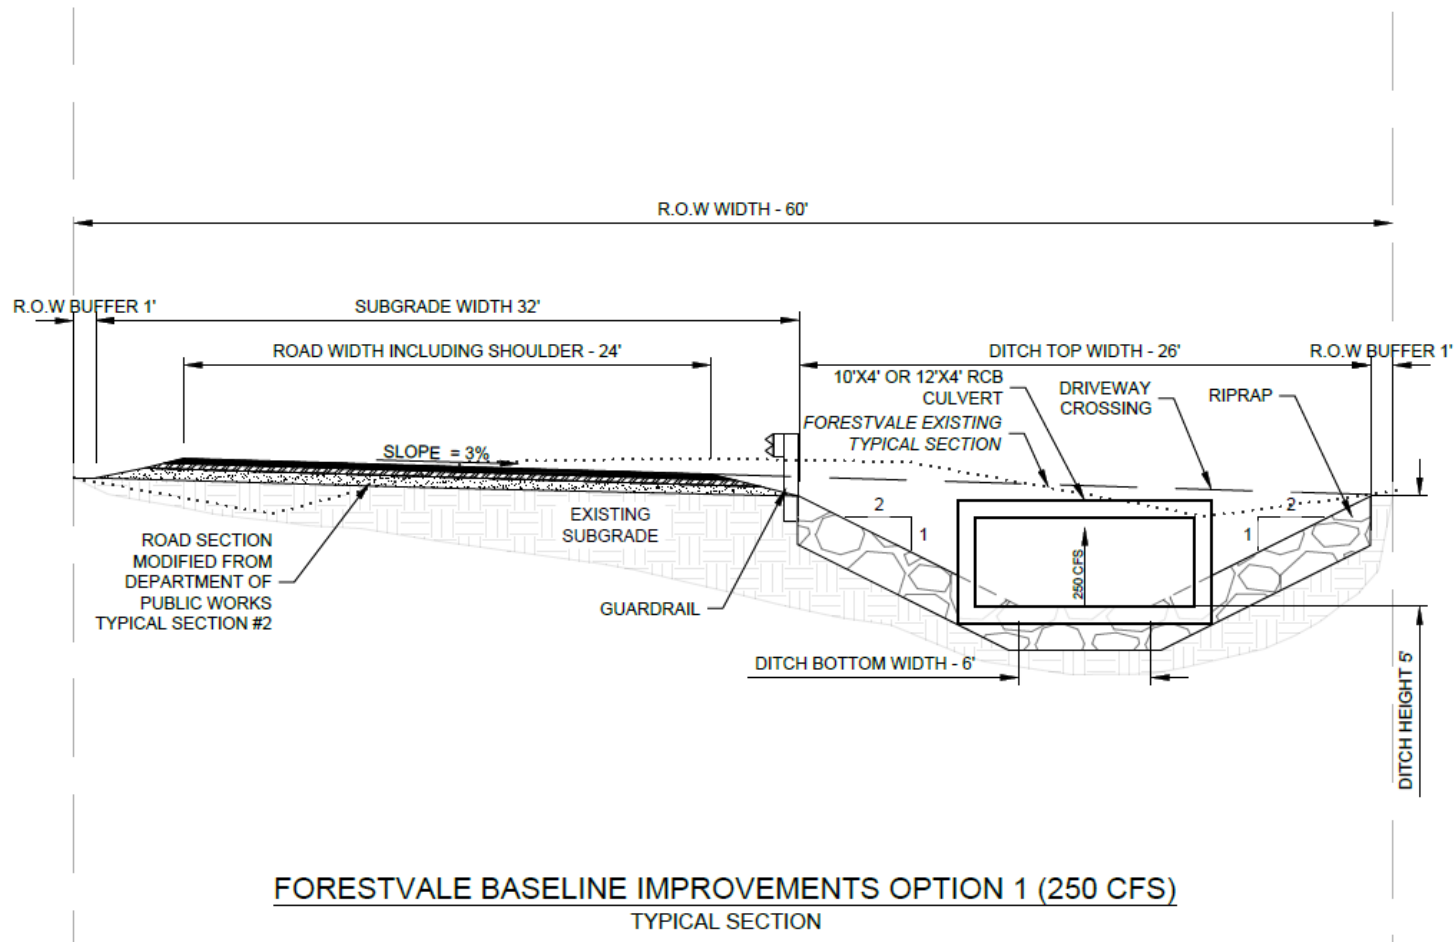 R.O.W WIDTH - 60'
R.O.W BUFFER 1'
SUBGRADE WIDTH 32'
ROAD WIDTH INCLUDING SHOULDER - 24'
DITCH TOP WIDTH - 26'
R.O.W BUFFER 1'
10'X4' OR 12'X4' RCB
CULVERT
DRIVEWAY
CROSSING
RIPRAP
FORESTVALE EXISTING
TYPICAL SECTION
SLOPE = 3%
2
1
2
1
EXISTING
SUBGRADE
250 CFS
ROAD SECTION
MODIFIED FROM
DEPARTMENT OF
PUBLIC WORKS
TYPICAL SECTION #2
GUARDRAIL
DITCH BOTTOM WIDTH - 6'
DITCH HEIGHT 5'
FORESTVALE BASELINE IMPROVEMENTS OPTION 1 (250 CFS)
TYPICAL SECTION